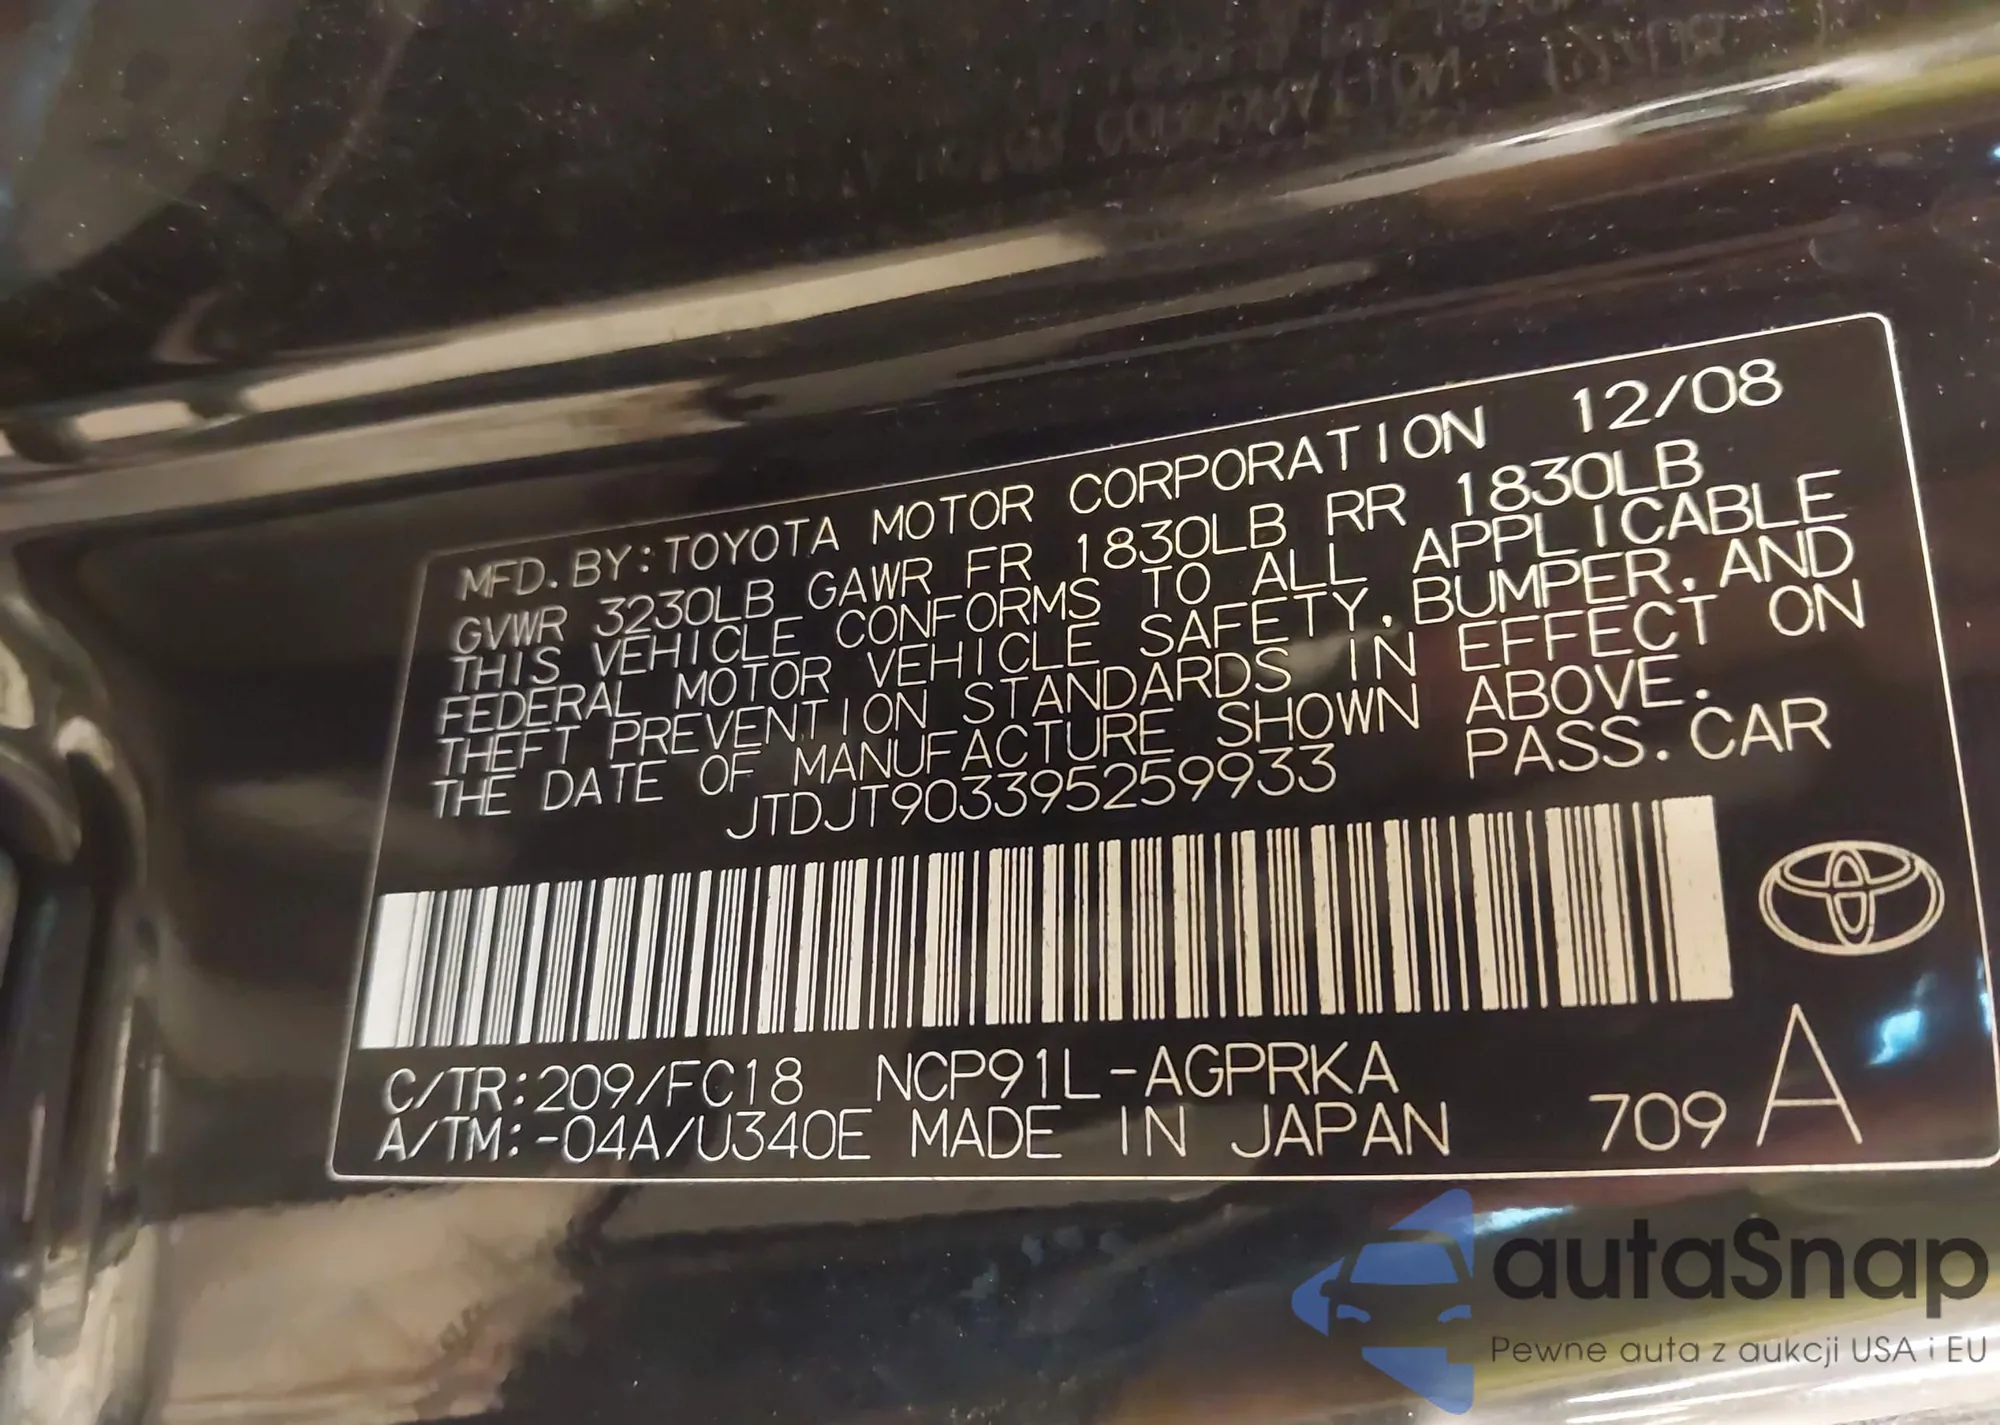 MFD. BY: TOYOTA MOTOR CORPORATION 12/08
GVWR 3230LB GAWR FR 1830LB RR 1830LB
THIS VEHICLE CONFORMS TO ALL APPLICABLE
FEDERAL MOTOR VEHICLE SAFETY, BUMPER, AND
THEFT PREVENTION STANDARDS IN EFFECT ON
THE DATE OF MANUFACTURE SHOWN ABOVE.
JTDJT903395259933 PASS. CAR
C/TR: 209/FC18 NCP91L-AGPRKA
A/TM: -04A/U340E MADE IN JAPAN 709 A
autaSnap
Pewne auta z aukcji USA i EU